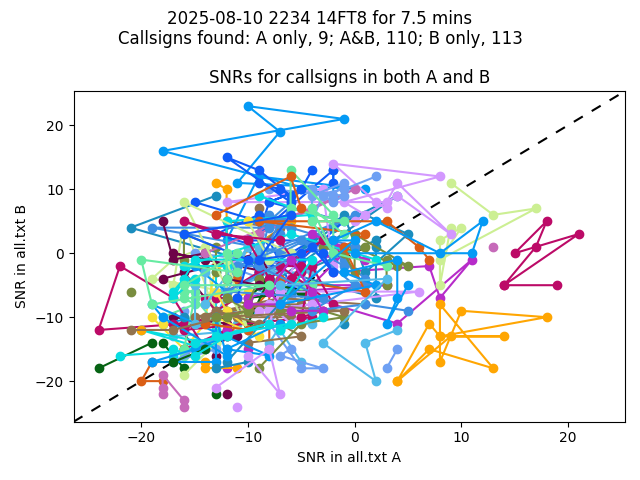 2025-08-10 2234 14FT8 for 7.5 mins
Callsigns found: A only, 9; A&B, 110; B only, 113
SNRs for callsigns in both A and B
SNR in all.txt B
20
10
0
−10
−20
−20
−10
0
10
20
SNR in all.txt A